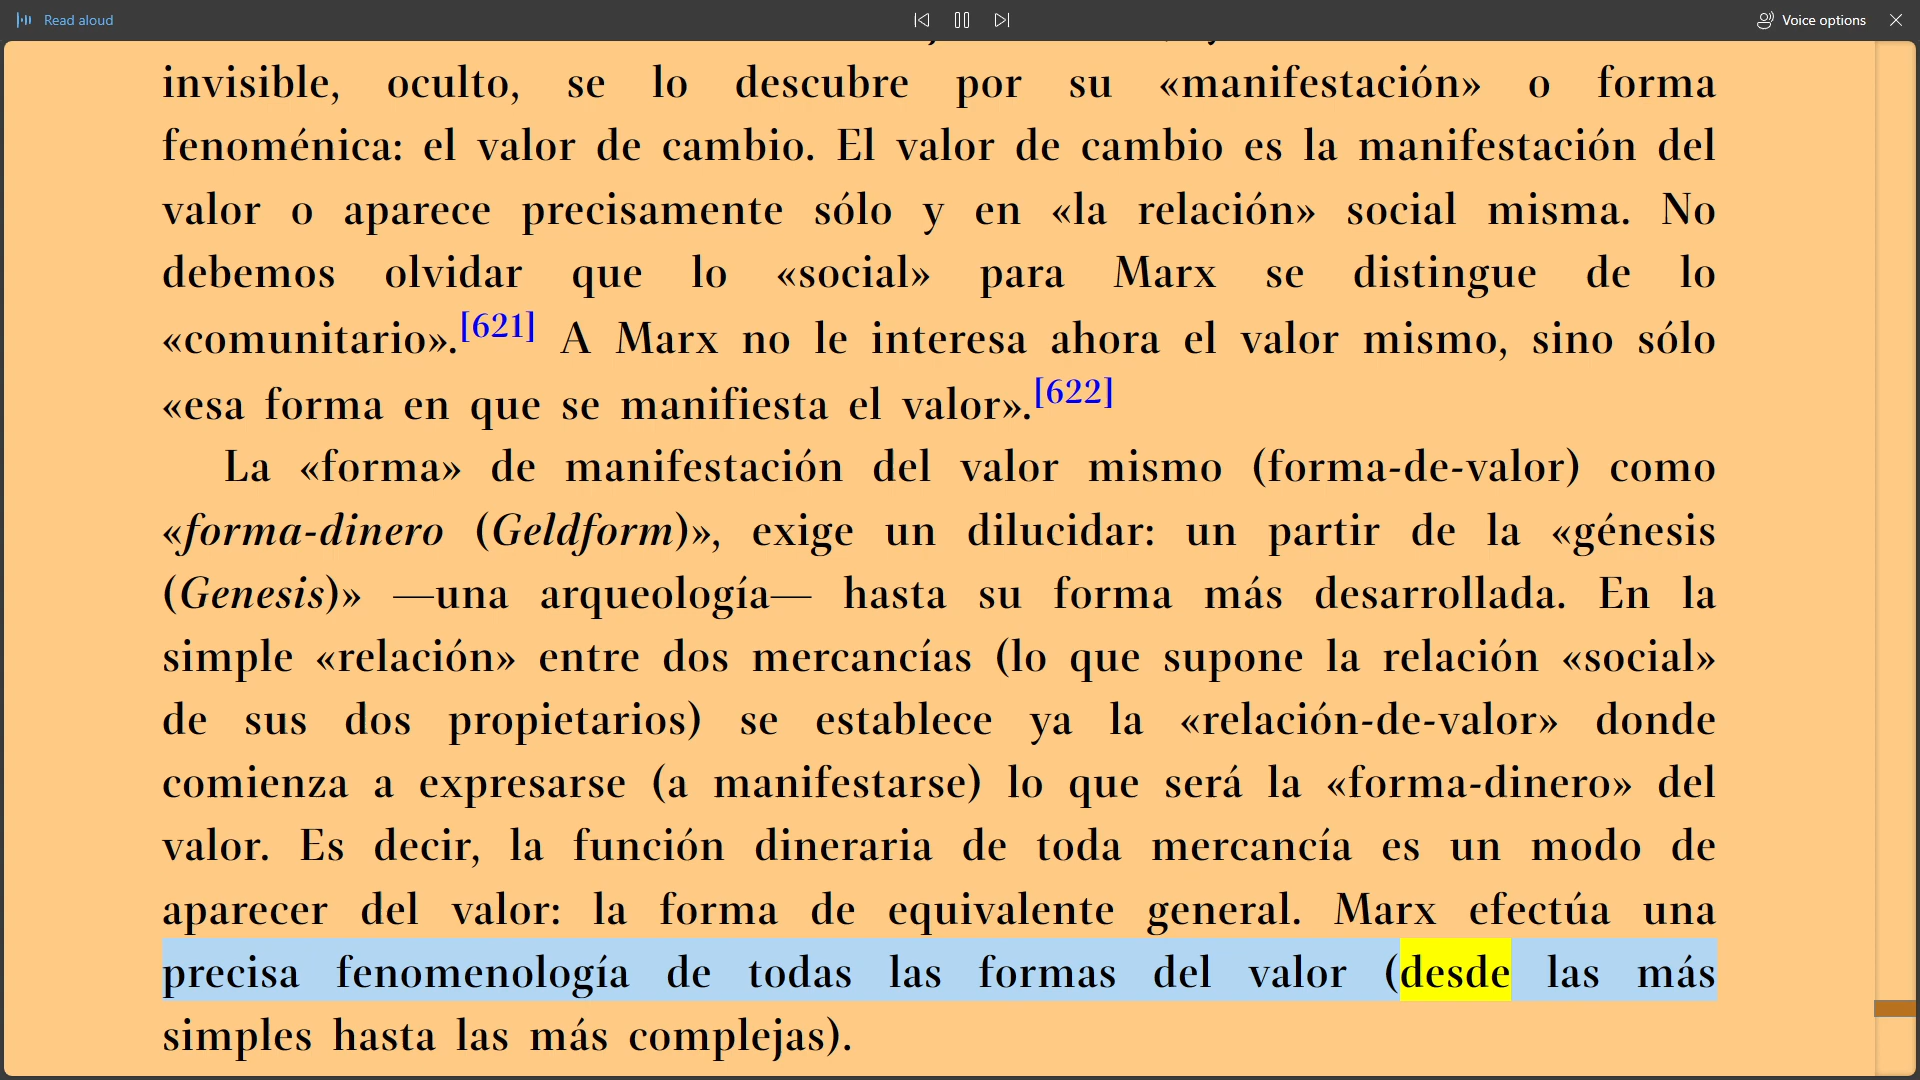 Read aloud
Voice options
invisible, oculto, se lo descubre por su «manifestación» o forma
fenoménica: el valor de cambio. El valor de cambio es la manifestación del
valor o aparece precisamente sólo y en «la relación» social misma. No
debemos olvidar que lo «social» para Marx se distingue de lo
«comunitario».[621] A Marx no le interesa ahora el valor mismo, sino sólo
«esa forma en que se manifiesta el valor».[622]
La «forma» de manifestación del valor mismo (forma-de-valor) como
«forma-dinero (Geldform)», exige un dilucidar: un partir de la «génesis
(Genesis)» —una arqueología— hasta su forma más desarrollada. En la
simple «relación» entre dos mercancías (lo que supone la relación «social»
de sus dos propietarios) se establece ya la «relación-de-valor» donde
comienza a expresarse (a manifestarse) lo que será la «forma-dinero» del
valor. Es decir, la función dineraria de toda mercancía es un modo de
aparecer del valor: la forma de equivalente general. Marx efectúa una
precisa fenomenología de todas las formas del valor (desde las más
simples hasta las más complejas).